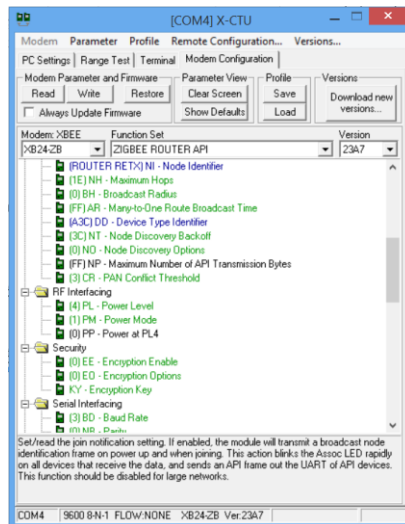 [COM4] X-CTU
Modem Parameter Profile Remote Configuration... Versions...
PC Settings Range Test Terminal Modem Configuration
Modem Parameter and Firmware Parameter View Profile Versions
Read Write Restore Clear Screen Save Download new versions...
Always Update Firmware Show Defaults Load
Modem: XBEE Function Set Version
XB24-ZB ZIGBEE ROUTER API 23A7
(ROUTER RETX) NI - Node Identifier
(1E) NH - Maximum Hops
(0) BH - Broadcast Radius
(FF) AR - Many-to-One Route Broadcast Time
(A3C) DD - Device Type Identifier
(3C) NT - Node Discovery Backoff
(0) NO - Node Discovery Options
(FF) NP - Maximum Number of API Transmission Bytes
(3) CR - PAN Conflict Threshold
RF Interfacing
(4) PL - Power Level
(1) PM - Power Mode
(0) PP - Power at PL4
Security
(0) EE - Encryption Enable
(0) EO - Encryption Options
KY - Encryption Key
Serial Interfacing
(3) BD - Baud Rate
(0) NB - Parity
Set/read the join notification setting. If enabled, the module will transmit a broadcast node
identification frame on power up and when joining. This action blinks the Assoc LED rapidly
on all devices that receive the data, and sends an API frame out the UART of API devices.
This function should be disabled for large networks.
COM4 9600 8-N-1 FLOW:NONE XB24-ZB Ver:23A7